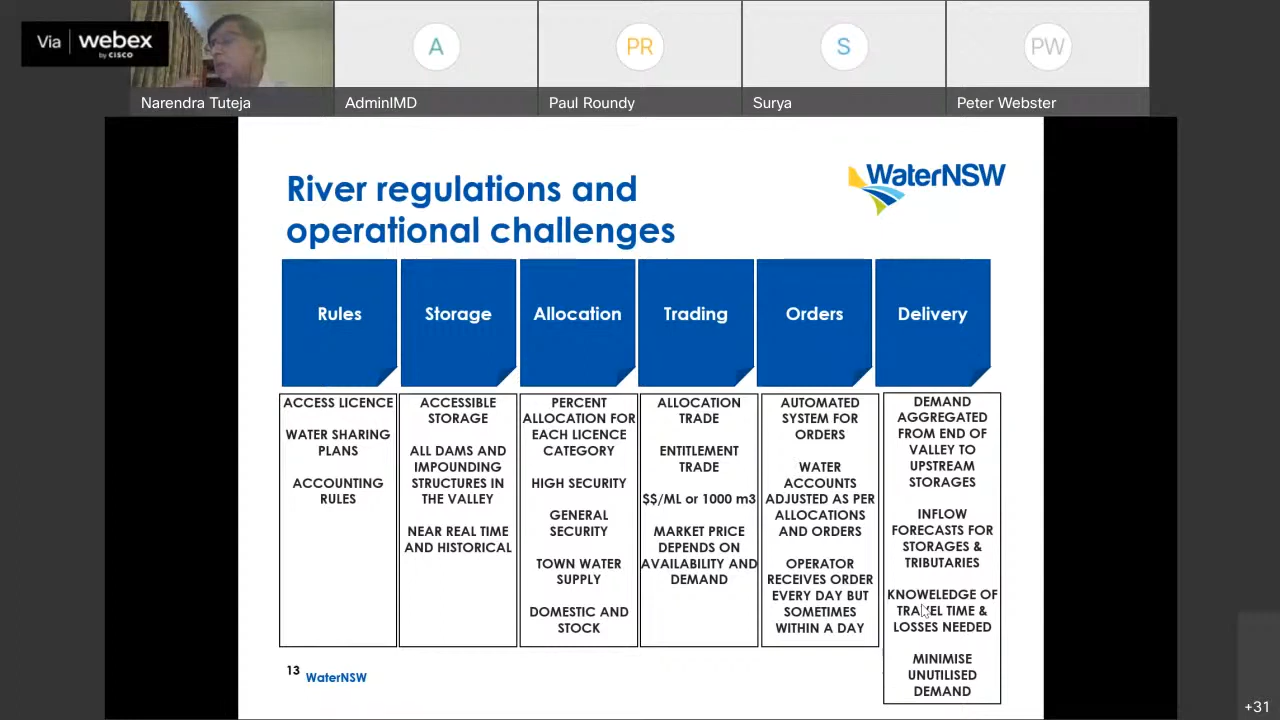 Via webex
by CISCO
A
PR
S
PW
Narendra Tuteja
AdminIMD
Paul Roundy
Surya
Peter Webster
WaterNSW
River regulations and
operational challenges
Rules
Storage
Allocation
Trading
Orders
Delivery
ACCESS LICENCE
WATER SHARING
PLANS
ACCOUNTING
RULES
ACCESSIBLE
STORAGE
ALL DAMS AND
IMPOUNDING
STRUCTURES IN
THE VALLEY
NEAR REAL TIME
AND HISTORICAL
PERCENT
ALLOCATION FOR
EACH LICENCE
CATEGORY
HIGH SECURITY
GENERAL
SECURITY
TOWN WATER
SUPPLY
DOMESTIC AND
STOCK
ALLOCATION
TRADE
ENTITLEMENT
TRADE
$$/ML or 1000 m3
MARKET PRICE
DEPENDS ON
AVAILABILITY AND
DEMAND
AUTOMATED
SYSTEM FOR
ORDERS
WATER
ACCOUNTS
ADJUSTED AS PER
ALLOCATIONS
AND ORDERS
OPERATOR
RECEIVES ORDER
EVERY DAY BUT
SOMETIMES
WITHIN A DAY
DEMAND
AGGREGATED
FROM END OF
VALLEY TO
UPSTREAM
STORAGES
INFLOW
FORECASTS FOR
STORAGES &
TRIBUTARIES
KNOWELEDGE OF
TRAVEL TIME &
LOSSES NEEDED
MINIMISE
UNUTILISED
DEMAND
13
WaterNSW
+31